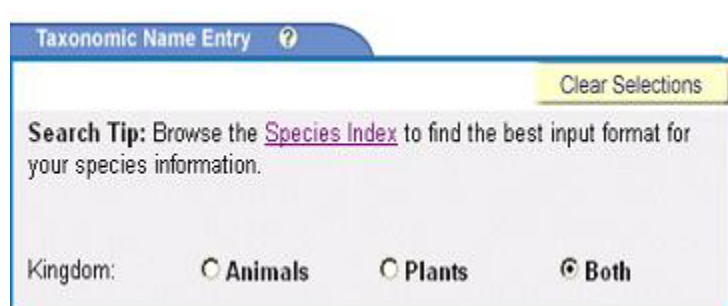 Taxonomic Name Entry ?
Clear Selections
Search Tip: Browse the Species Index to find the best input format for
your species information.
Kingdom: Animals Plants Both